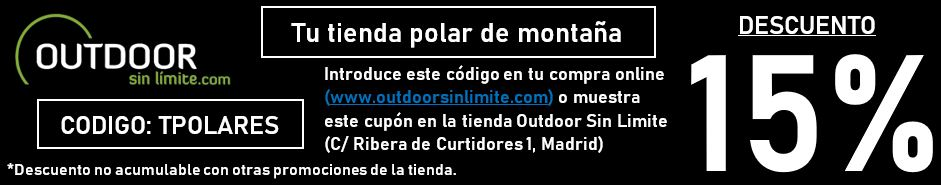 OUTDOOR
sin límite.com
Tu tienda polar de montaña
Introduce este código en tu compra online
(www.outdoorsinlimite.com) o muestra
este cupón en la tienda Outdoor Sin Limite
(C/ Ribera de Curtidores 1, Madrid)
CODIGO: TPOLARES
DESCUENTO
15%
*Descuento no acumulable con otras promociones de la tienda.